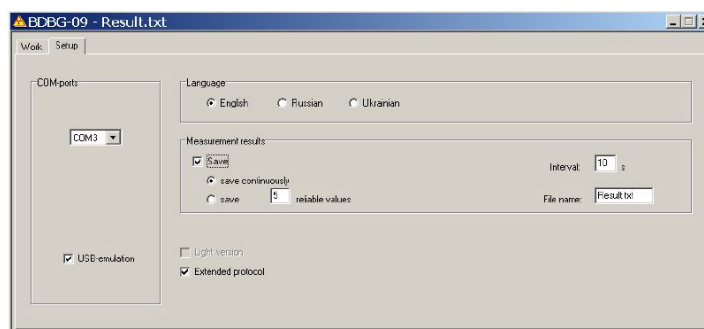 BDBG-09 - Result.txt
Work Setup
COM-ports
COM3
USB-emulation
Language
English Russian Ukrainian
Measurement results
Save
save continuously
save 5 reliable values
Interval: 10 s
File name: Result.txt
Light version
Extended protocol